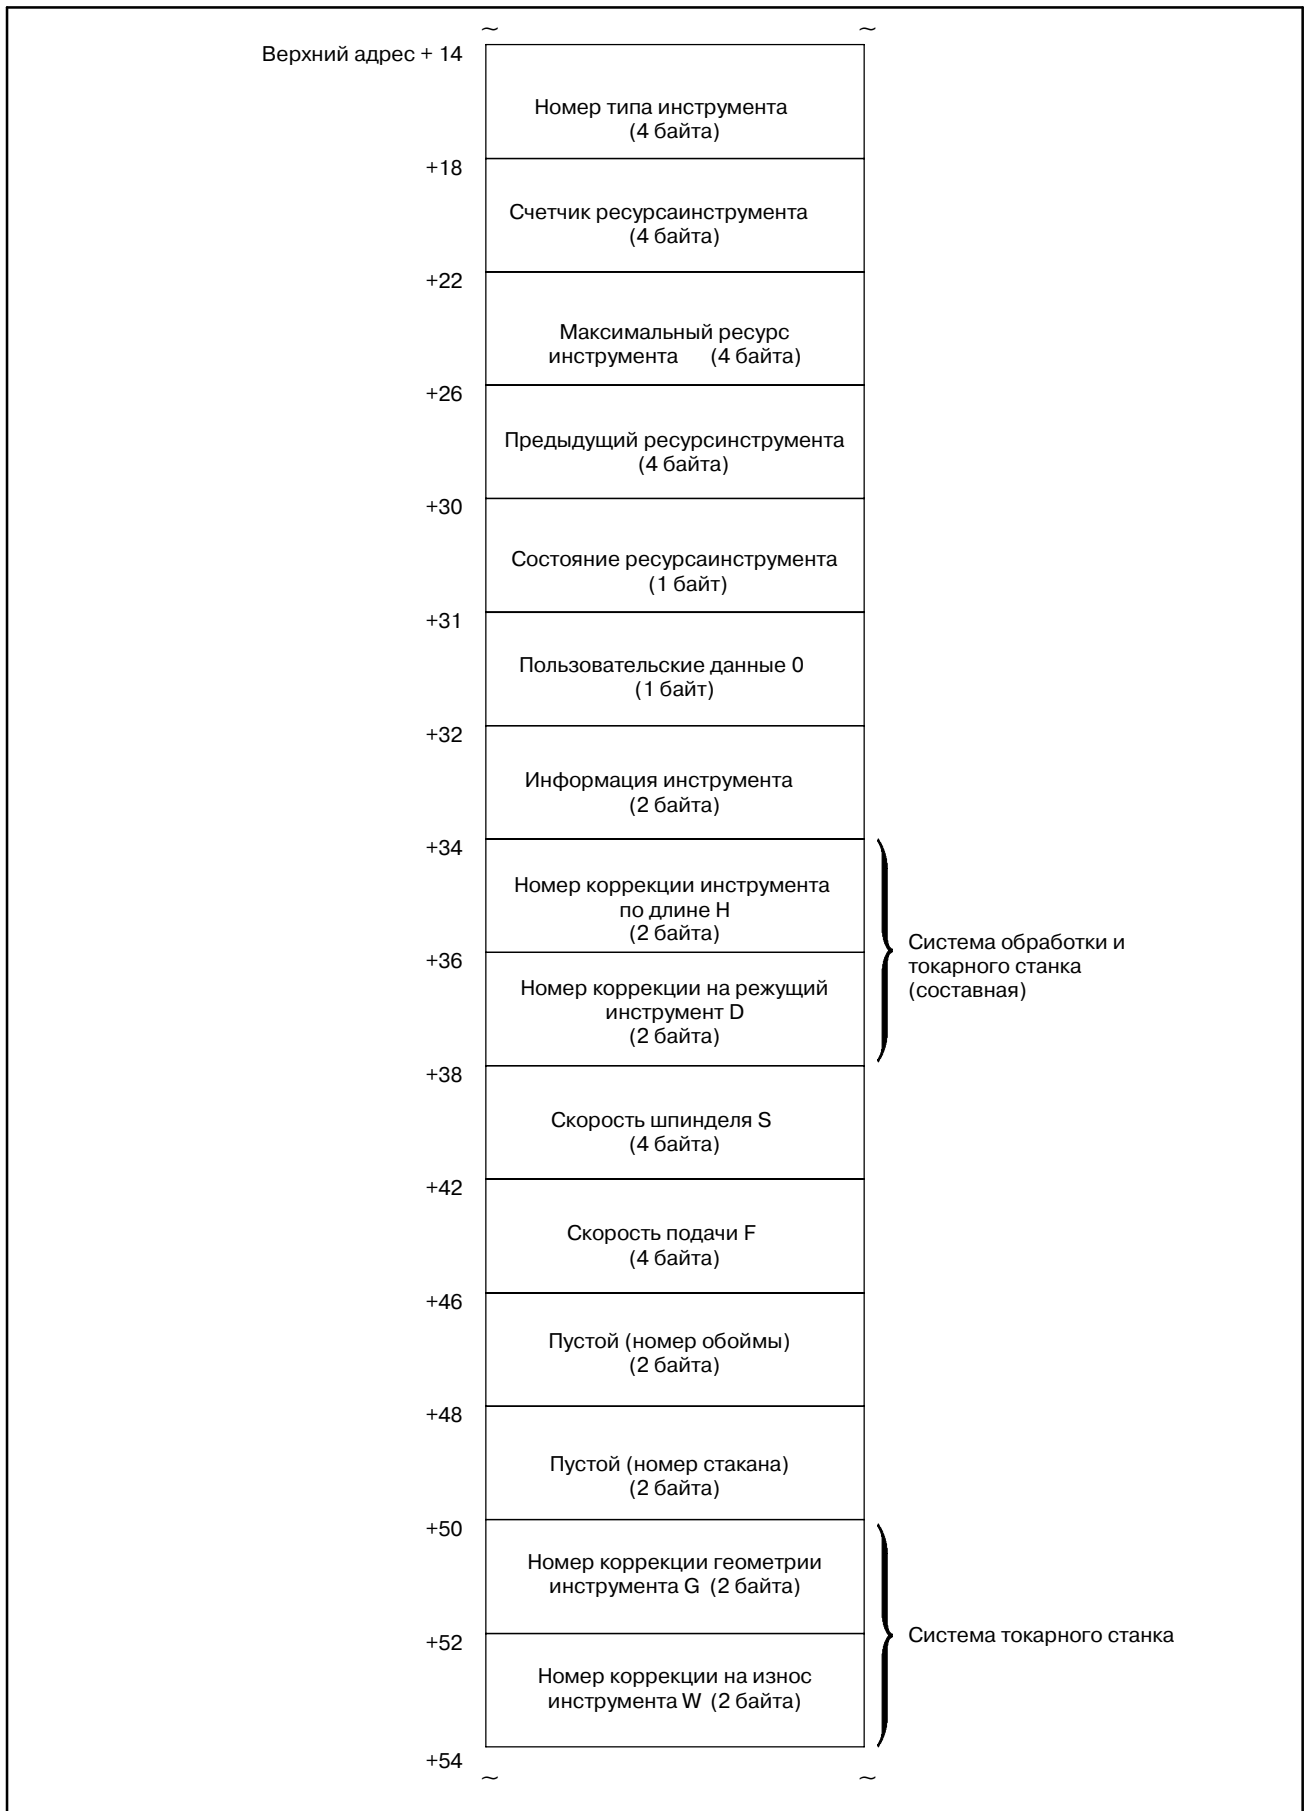 ~ ~
Верхний адрес + 14
Номер типа инструмента
(4 байта)
+18
Счетчик ресурсаинструмента
(4 байта)
+22
Максимальный ресурс
инструмента (4 байта)
+26
Предыдущий ресурсинструмента
(4 байта)
+30
Состояние ресурсаинструмента
(1 байт)
+31
Пользовательские данные 0
(1 байт)
+32
Информация инструмента
(2 байта)
+34
Номер коррекции инструмента
по длине H
(2 байта)
Система обработки и
токарного станка
(составная)
+36
Номер коррекции на режущий
инструмент D
(2 байта)
+38
Скорость шпинделя S
(4 байта)
+42
Скорость подачи F
(4 байта)
+46
Пустой (номер обоймы)
(2 байта)
+48
Пустой (номер стакана)
(2 байта)
+50
Номер коррекции геометрии
инструмента G (2 байта)
Система токарного станка
+52
Номер коррекции на износ
инструмента W (2 байта)
+54
~ ~